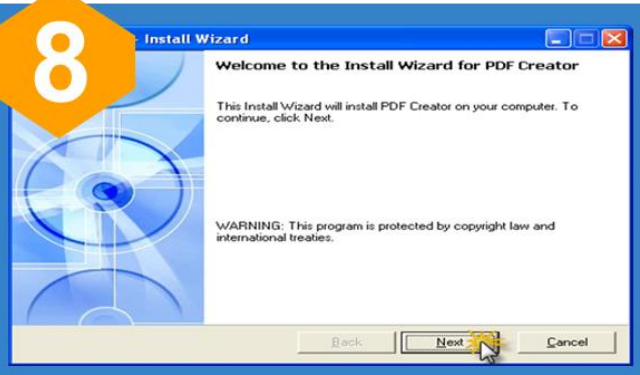 8
Install Wizard
Welcome to the Install Wizard for PDF Creator
This Install Wizard will install PDF Creator on your computer. To
continue, click Next.
WARNING: This program is protected by copyright law and
international treaties.
Back
Next
Cancel